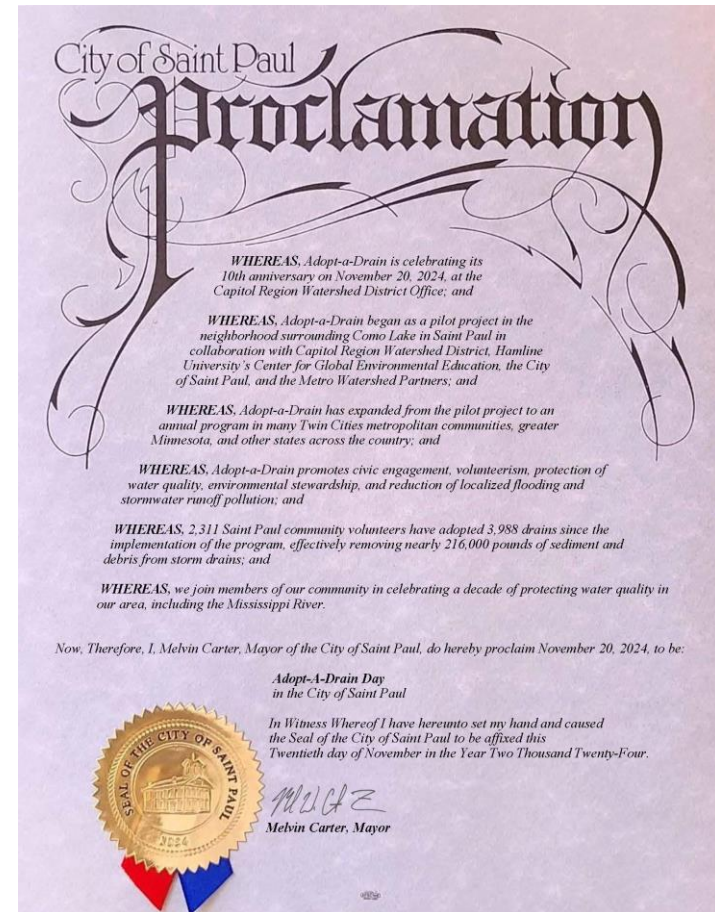 City of Saint Paul
Proclamation
WHEREAS, Adopt-a-Drain is celebrating its
10th anniversary on November 20, 2024, at the
Capitol Region Watershed District Office; and
WHEREAS, Adopt-a-Drain began as a pilot project in the
neighborhood surrounding Como Lake in Saint Paul in
collaboration with Capitol Region Watershed District, Hamline
University's Center for Global Environmental Education, the City
of Saint Paul, and the Metro Watershed Partners; and
WHEREAS, Adopt-a-Drain has expanded from the pilot project to an
annual program in many Twin Cities metropolitan communities, greater
Minnesota, and other states across the country; and
WHEREAS, Adopt-a-Drain promotes civic engagement, volunteerism, protection of
water quality, environmental stewardship, and reduction of localized flooding and
stormwater runoff pollution; and
WHEREAS, 2,311 Saint Paul community volunteers have adopted 3,988 drains since the
implementation of the program, effectively removing nearly 216,000 pounds of sediment and
debris from storm drains; and
WHEREAS, we join members of our community in celebrating a decade of protecting water quality in
our area, including the Mississippi River.
Now, Therefore, I, Melvin Carter, Mayor of the City of Saint Paul, do hereby proclaim November 20, 2024, to be:
Adopt-A-Drain Day
in the City of Saint Paul
In Witness Whereof I have hereunto set my hand and caused
the Seal of the City of Saint Paul to be affixed this
Twentieth day of November in the Year Two Thousand Twenty-Four.
SEAL OF THE CITY OF SAINT PAUL
Melvin Carter, Mayor